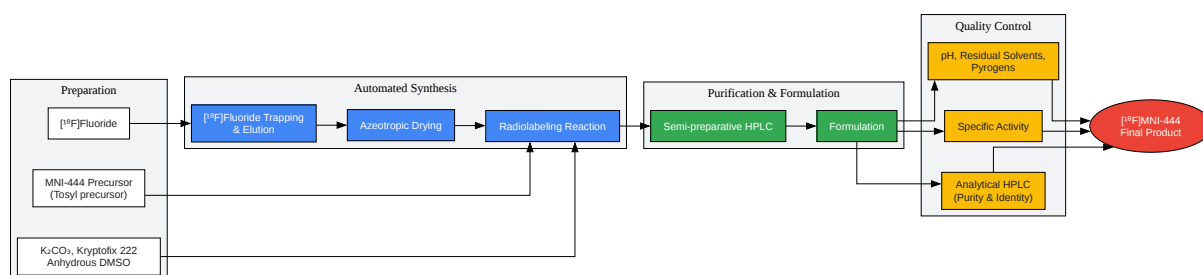 Preparation
[¹⁸F]Fluoride
MNI-444 Precursor
(Tosyl precursor)
K₂CO₃, Kryptofix 222
Anhydrous DMSO
Automated Synthesis
[¹⁸F]Fluoride Trapping
& Elution
Azeotropic Drying
Radiolabeling Reaction
Purification & Formulation
Semi-preparative HPLC
Formulation
Quality Control
pH, Residual Solvents,
Pyrogens
Specific Activity
Analytical HPLC
(Purity & Identity)
[¹⁸F]MNI-444
Final Product